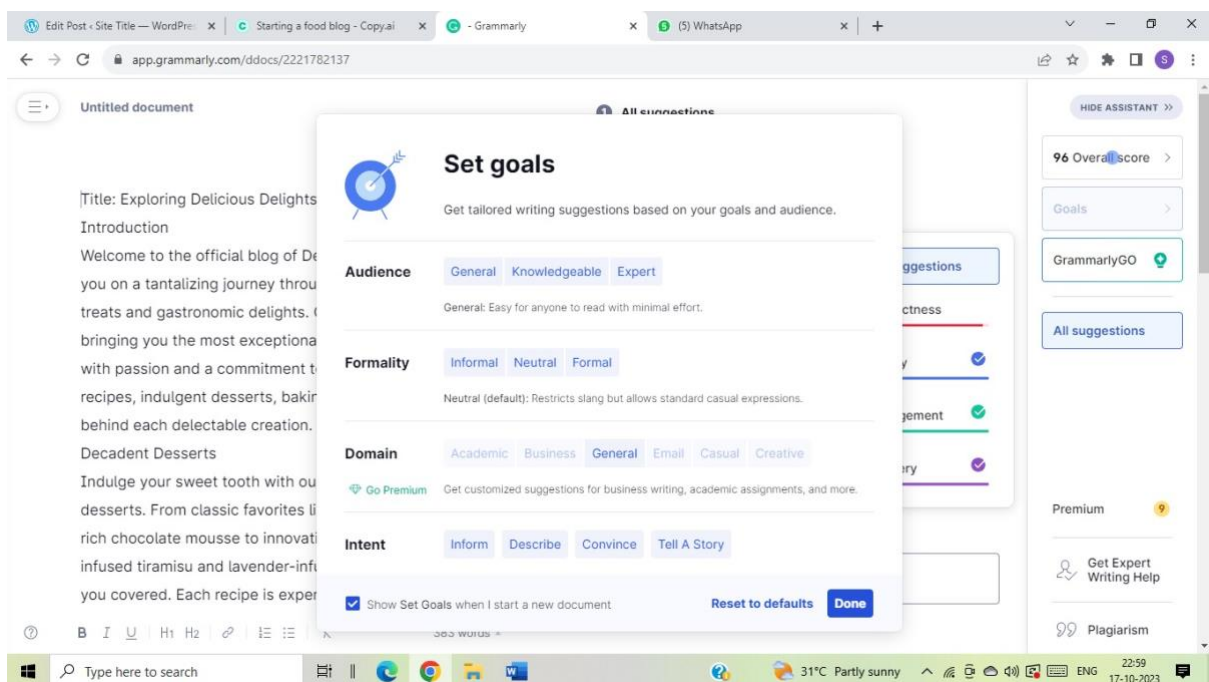 Edit Post ‹ Site Title — WordPre
Starting a food blog - Copy.ai
- Grammarly
(5) WhatsApp
app.grammarly.com/ddocs/2221782137
S
Untitled document
1 All suggestions
HIDE ASSISTANT
Set goals
Get tailored writing suggestions based on your goals and audience.
Audience
General Knowledgeable Expert
General: Easy for anyone to read with minimal effort.
Formality
Informal Neutral Formal
Neutral (default): Restricts slang but allows standard casual expressions.
Domain
Academic Business General Email Casual Creative
Go Premium
Get customized suggestions for business writing, academic assignments, and more.
Intent
Inform Describe Convince Tell A Story
Show Set Goals when I start a new document
Reset to defaults
Done
Title: Exploring Delicious Delights
Introduction
Welcome to the official blog of De
you on a tantalizing journey throu
treats and gastronomic delights.
bringing you the most exceptiona
with passion and a commitment t
recipes, indulgent desserts, bakin
behind each delectable creation.
Decadent Desserts
Indulge your sweet tooth with ou
desserts. From classic favorites li
rich chocolate mousse to innovati
infused tiramisu and lavender-infu
you covered. Each recipe is exper
ggestions
ctness
y
gement
ery
96 Overall score
Goals
GrammarlyGO
All suggestions
Premium 9
Get Expert
Writing Help
Plagiarism
B I U H1 H2
383 words
Type here to search
31°C Partly sunny
ENG
22:59
17-10-2023